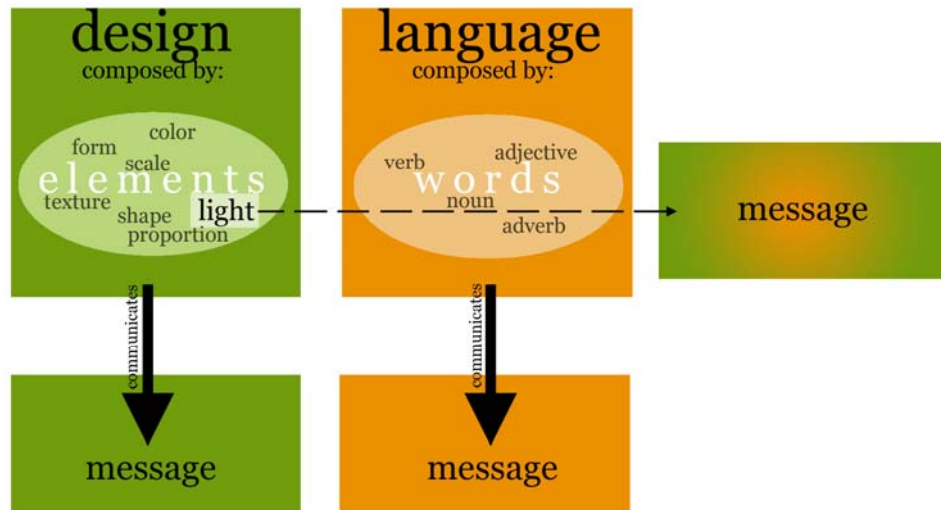 design
composed by:
color
form
scale
elements
texture
light
shape
proportion
communicates
message
language
composed by:
adjective
verb
words
noun
adverb
communicates
message
message